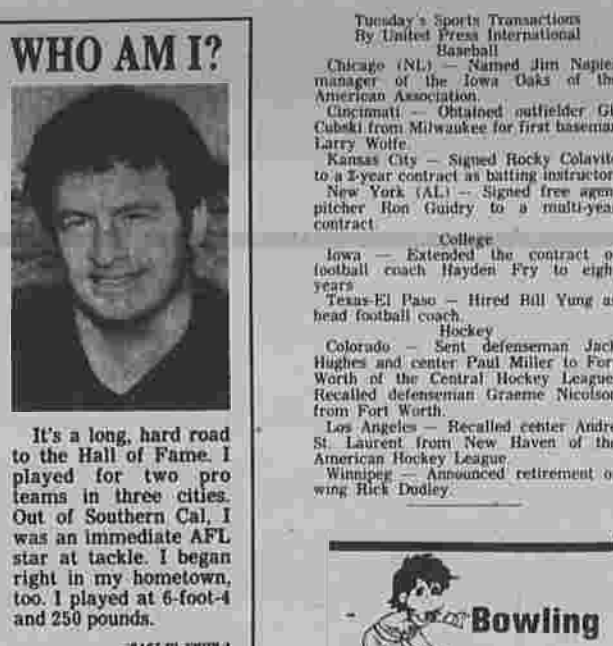 WHO AM I?
It's a long, hard road
to the Hall of Fame. I
played for two pro
teams in three cities.
Out of Southern Cal, I
was an immediate AFL
star at tackle. I began
right in my hometown,
too. I played at 6-foot-4
and 250 pounds.
Tuesday's Sports Transactions
By United Press International
Baseball
Chicago (NL) — Named Jim Napier
manager of the Iowa Oaks of the
American Association.
Cincinnati — Obtained outfielder Gil
Cubski from Milwaukee for first baseman
Larry Wolfe.
Kansas City — Signed Rocky Colavito
to a 2-year contract as batting instructor.
New York (AL) — Signed free agent
pitcher Ron Guidry to a multi-year
contract
College
Iowa — Extended the contract of
football coach Hayden Fry to eight
years
Texas-El Paso — Hired Bill Yung as
head football coach.
Hockey
Colorado — Sent defenseman Jack
Hughes and center Paul Miller to Fort
Worth of the Central Hockey League.
Recalled defenseman Graeme Nicolson
from Fort Worth.
Los Angeles — Recalled center Andre
St. Laurent from New Haven of the
American Hockey League.
Winnipeg — Announced retirement of
wing Rick Dudley.
Bowling